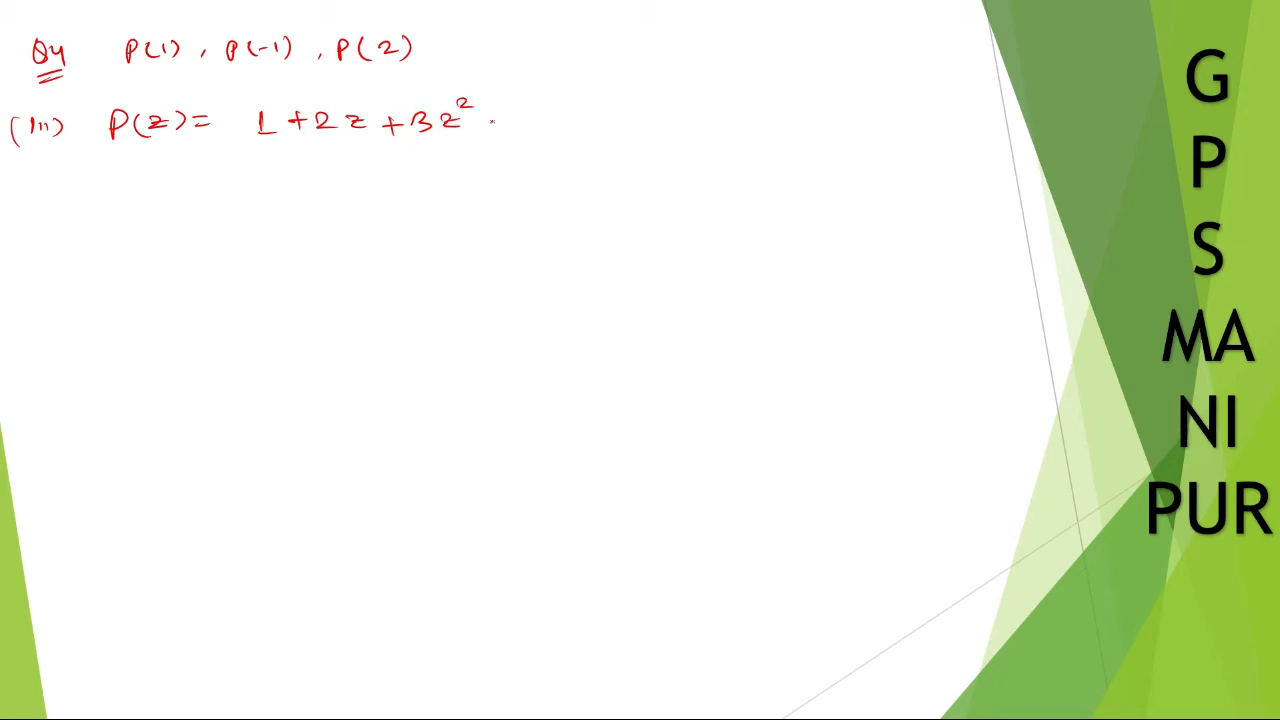 Q4 P(1), P(-1), P(2)
(iii) P(z) = 1 + 2z + 3z²
G
P
S
MA
NI
PUR